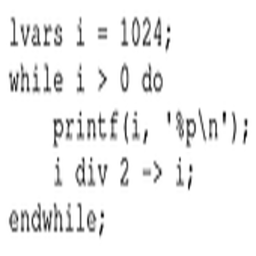 lvars i = 1024;
while i > 0 do
    printf(i, '%p\n');
    i div 2 -> i;
endwhile;